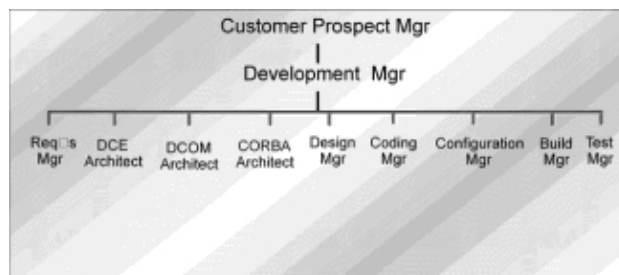 Customer Prospect Mgr
Development Mgr
Req□s Mgr
DCE Architect
DCOM Architect
CORBA Architect
Design Mgr
Coding Mgr
Configuration Mgr
Build Mgr
Test Mgr